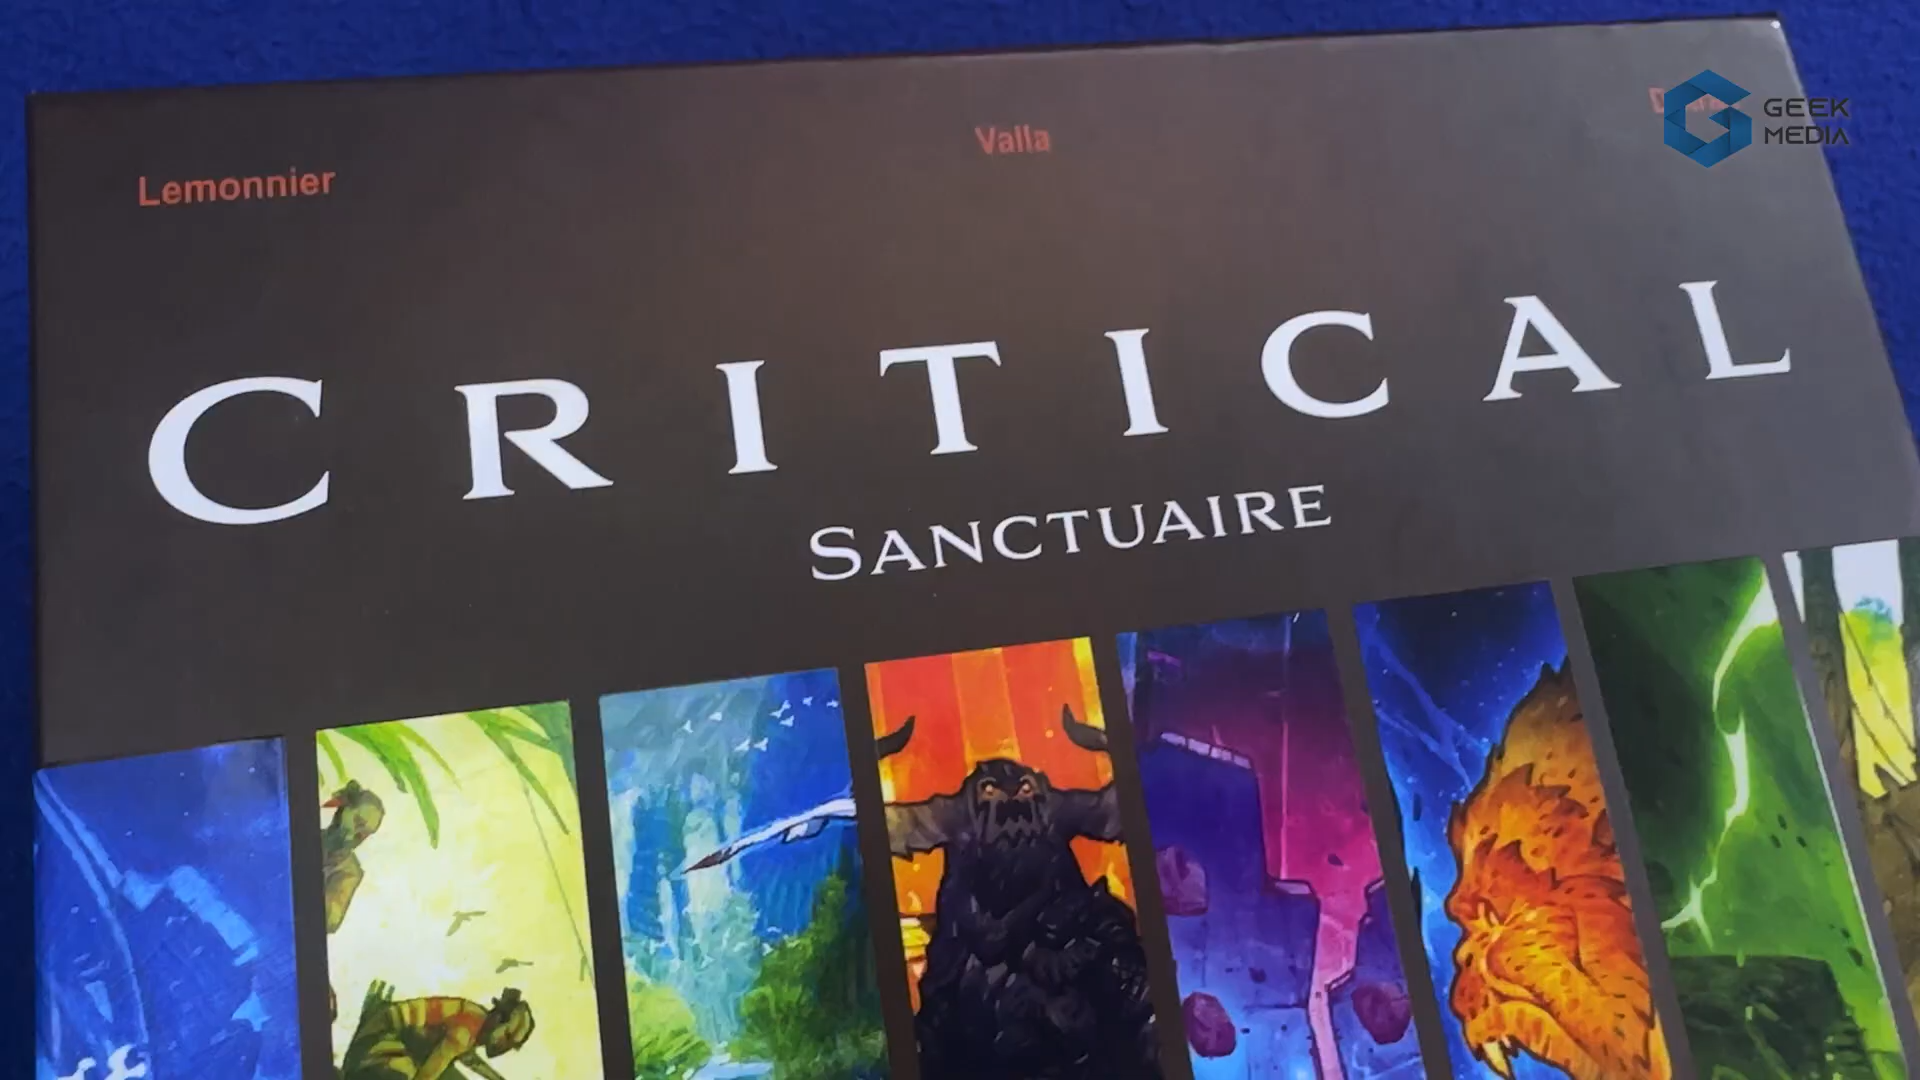 Lemonnier
Valla
GEEK
MEDIA
CRITICAL
SANCTUAIRE